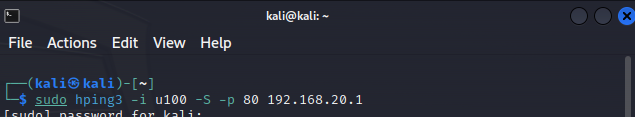 kali@kali: ~
File Actions Edit View Help
┌──(kali㉿kali)-[~]
└─$ sudo hping3 -i u100 -S -p 80 192.168.20.1
[sudo] password for kali: